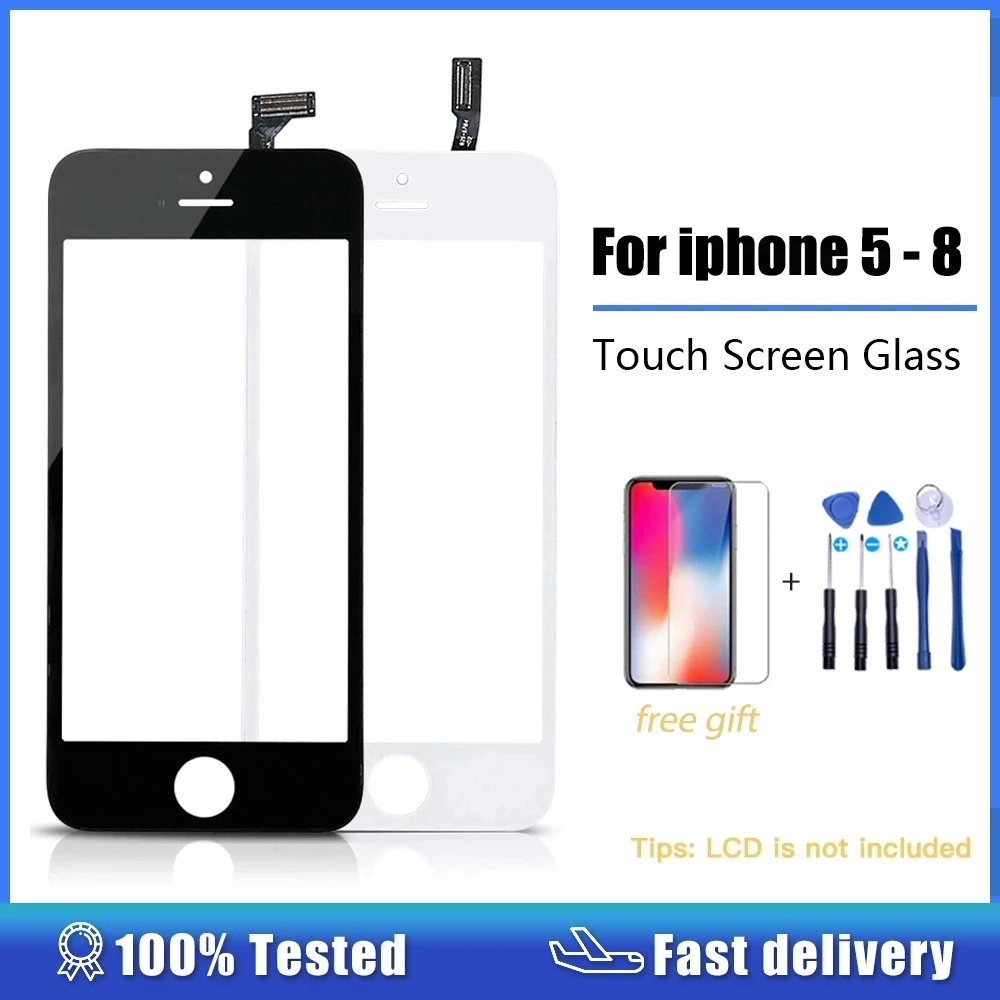 For iphone 5 - 8
Touch Screen Glass
+
free gift
Tips: LCD is not included
100% Tested
Fast delivery